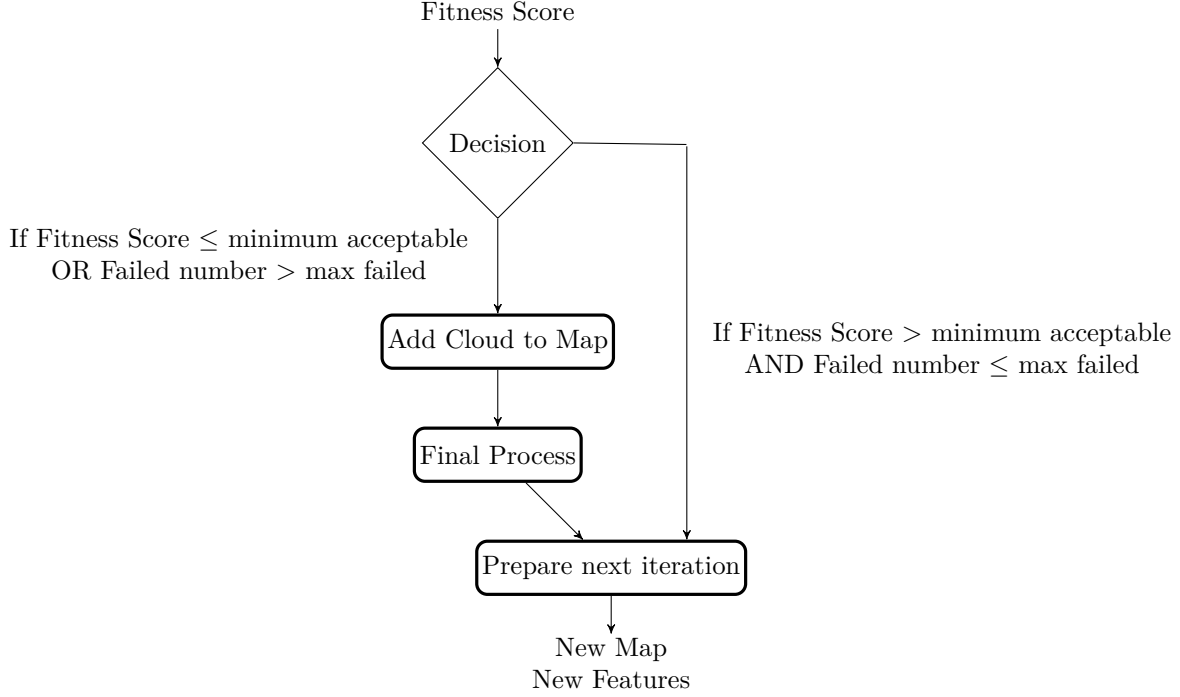 Fitness Score
Decision
If Fitness Score ≤ minimum acceptable
OR Failed number > max failed
Add Cloud to Map
If Fitness Score > minimum acceptable
AND Failed number ≤ max failed
Final Process
Prepare next iteration
New Map
New Features